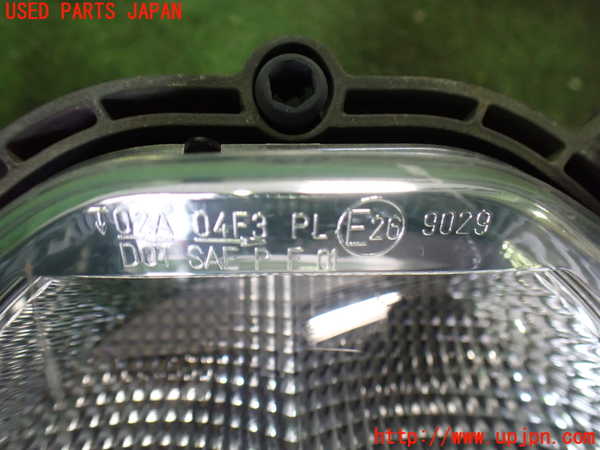 USED PARTS JAPAN
↑ 02A 04F3 PL E26 9029
D04 SAE P F 01
http://www.upjpn.com/